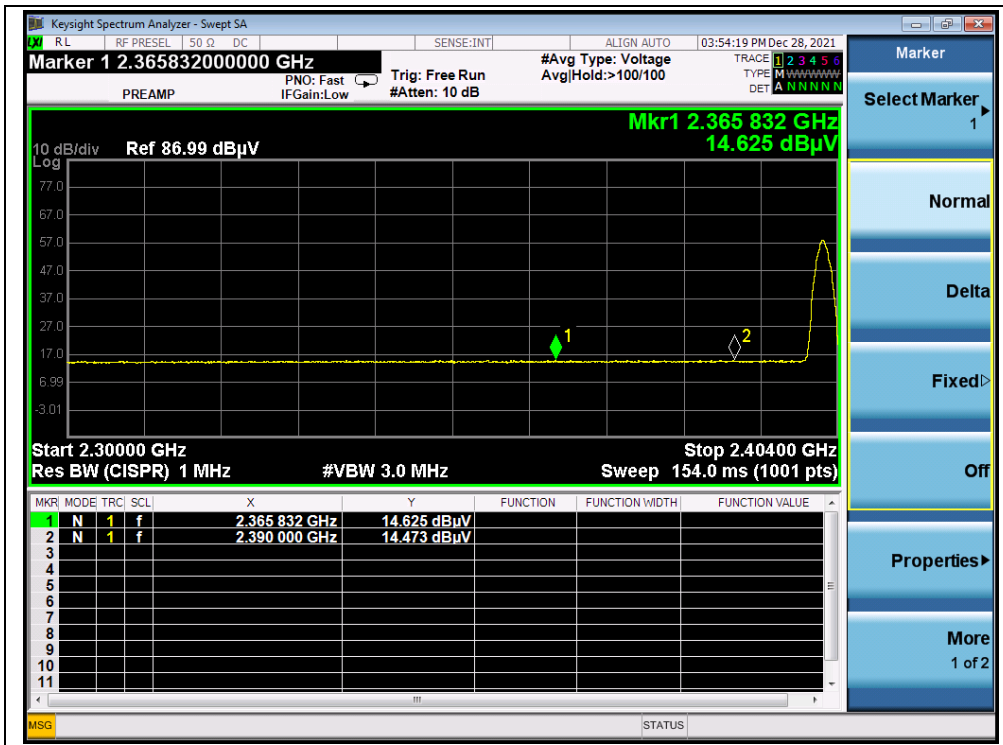 Keysight Spectrum Analyzer - Swept SA
LXI RL RF PRESEL 50 Ω DC SENSE:INT ALIGN AUTO 03:54:19 PM Dec 28, 2021
Marker 1 2.365832000000 GHz
PREAMP
PNO: Fast
IFGain:Low
Trig: Free Run
#Atten: 10 dB
#Avg Type: Voltage
Avg|Hold:>100/100
TRACE 1 2 3 4 5 6
TYPE M W W W W W
DET A N N N N N
Mkr1 2.365 832 GHz
14.625 dBµV
10 dB/div Ref 86.99 dBµV
Log
77.0
67.0
57.0
47.0
37.0
27.0
17.0
6.99
-3.01
1
2
Start 2.30000 GHz Stop 2.40400 GHz
Res BW (CISPR) 1 MHz #VBW 3.0 MHz Sweep 154.0 ms (1001 pts)
MKR MODE TRC SCL X Y FUNCTION FUNCTION WIDTH FUNCTION VALUE
1 N 1 f 2.365 832 GHz 14.625 dBµV
2 N 1 f 2.390 000 GHz 14.473 dBµV
3
4
5
6
7
8
9
10
11
MSG STATUS
Marker
Select Marker
1
Normal
Delta
Fixed
Off
Properties
More
1 of 2